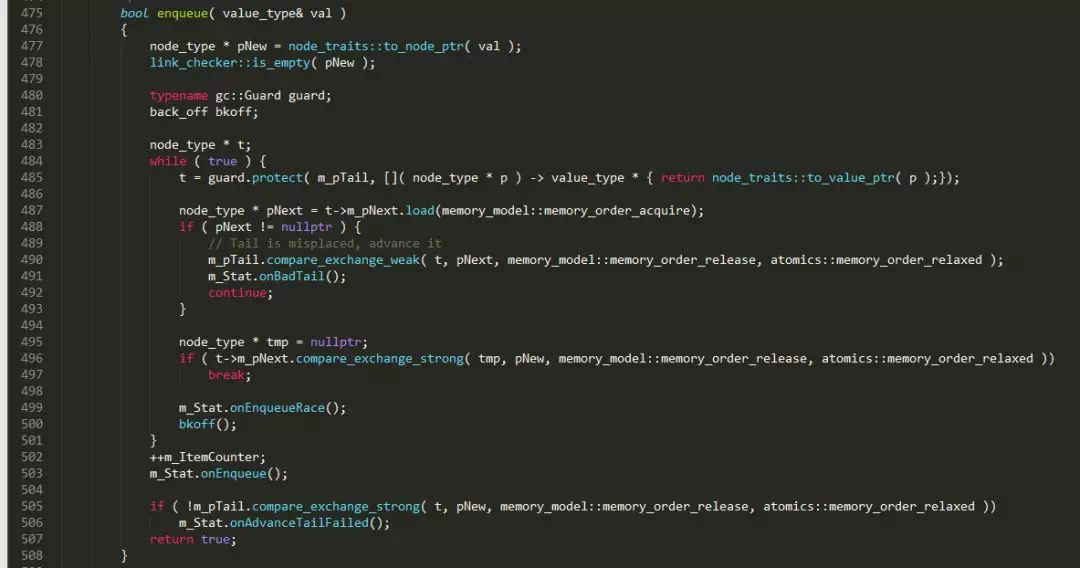 475 bool enqueue( value_type& val )
476 {
477 node_type * pNew = node_traits::to_node_ptr( val );
478 link_checker::is_empty( pNew );
479
480 typename gc::Guard guard;
481 back_off bkoff;
482
483 node_type * t;
484 while ( true ) {
485 t = guard.protect( m_pTail, []( node_type * p ) -> value_type * { return node_traits::to_value_ptr( p );});
486
487 node_type * pNext = t->m_pNext.load(memory_model::memory_order_acquire);
488 if ( pNext != nullptr ) {
489 // Tail is misplaced, advance it
490 m_pTail.compare_exchange_weak( t, pNext, memory_model::memory_order_release, atomics::memory_order_relaxed );
491 m_Stat.onBadTail();
492 continue;
493 }
494
495 node_type * tmp = nullptr;
496 if ( t->m_pNext.compare_exchange_strong( tmp, pNew, memory_model::memory_order_release, atomics::memory_order_relaxed ))
497 break;
498
499 m_Stat.onEnqueueRace();
500 bkoff();
501 }
502 ++m_ItemCounter;
503 m_Stat.onEnqueue();
504
505 if ( !m_pTail.compare_exchange_strong( t, pNew, memory_model::memory_order_release, atomics::memory_order_relaxed ))
506 m_Stat.onAdvanceTailFailed();
507 return true;
508 }